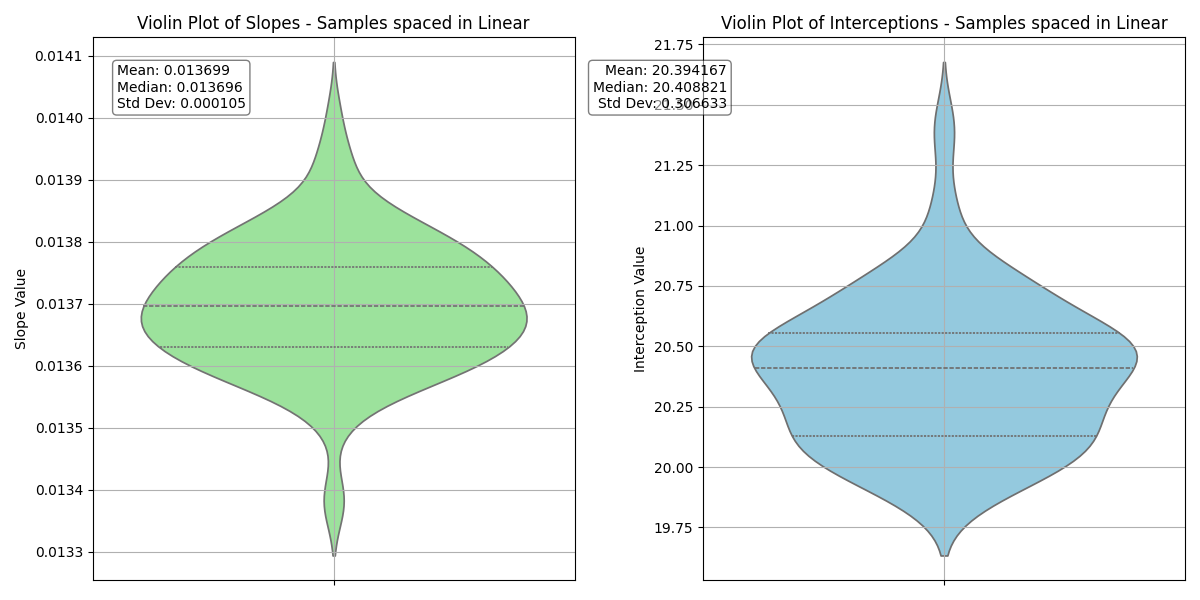 Violin Plot of Slopes - Samples spaced in Linear
Slope Value
0.0141
0.0140
0.0139
0.0138
0.0137
0.0136
0.0135
0.0134
0.0133
Mean: 0.013699
Median: 0.013696
Std Dev: 0.000105
Violin Plot of Interceptions - Samples spaced in Linear
Interception Value
21.75
21.50
21.25
21.00
20.75
20.50
20.25
20.00
19.75
Mean: 20.394167
Median: 20.408821
Std Dev: 0.306633